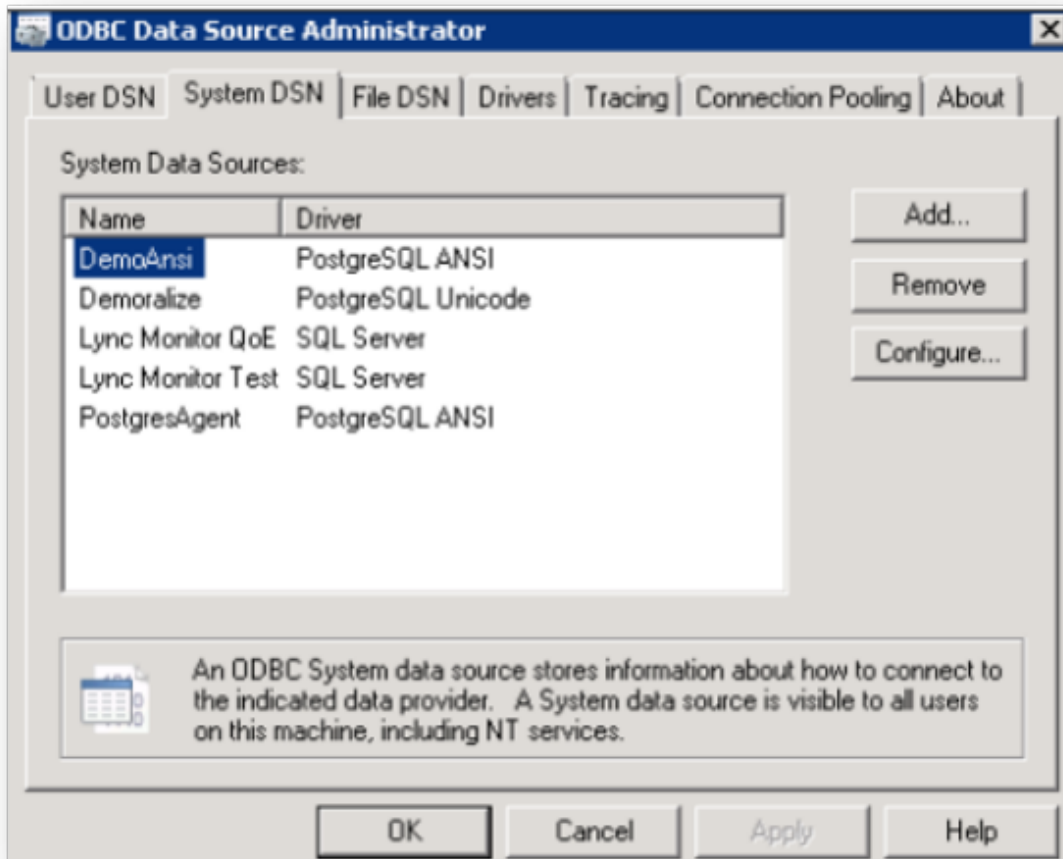 ODBC Data Source Administrator
User DSN System DSN File DSN Drivers Tracing Connection Pooling About
System Data Sources:
Name Driver
DemoAnsi PostgreSQL ANSI
Demoralize PostgreSQL Unicode
Lync Monitor QoE SQL Server
Lync Monitor Test SQL Server
PostgresAgent PostgreSQL ANSI
Add...
Remove
Configure...
An ODBC System data source stores information about how to connect to
the indicated data provider. A System data source is visible to all users
on this machine, including NT services.
OK Cancel Apply Help